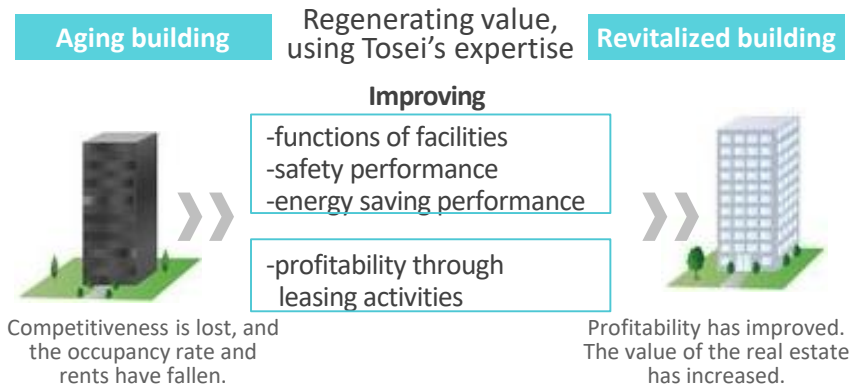 Aging building
Regenerating value,
using Tosei's expertise
Revitalized building
Improving
-functions of facilities
-safety performance
-energy saving performance
-profitability through
leasing activities
Competitiveness is lost, and
the occupancy rate and
rents have fallen.
Profitability has improved.
The value of the real estate
has increased.